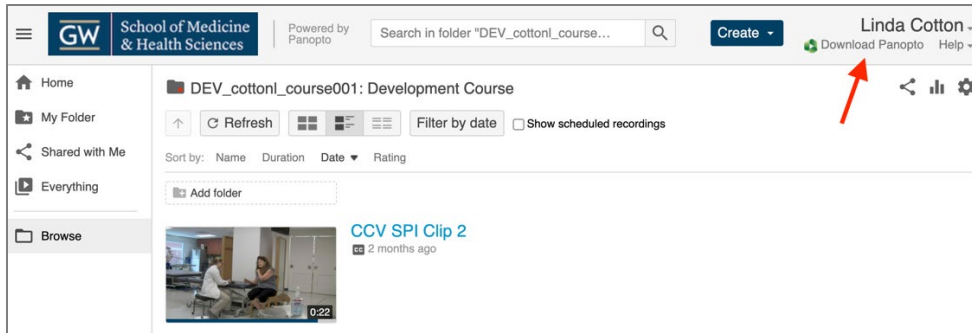 GW School of Medicine
& Health Sciences
Powered by
Panopto
Search in folder "DEV_cottonl_course...
Create
Linda Cotton
Download Panopto Help
Home
My Folder
Shared with Me
Everything
Browse
DEV_cottonl_course001: Development Course
Refresh
Filter by date
Show scheduled recordings
Sort by: Name Duration Date Rating
Add folder
CCV SPI Clip 2
CC 2 months ago
0:22